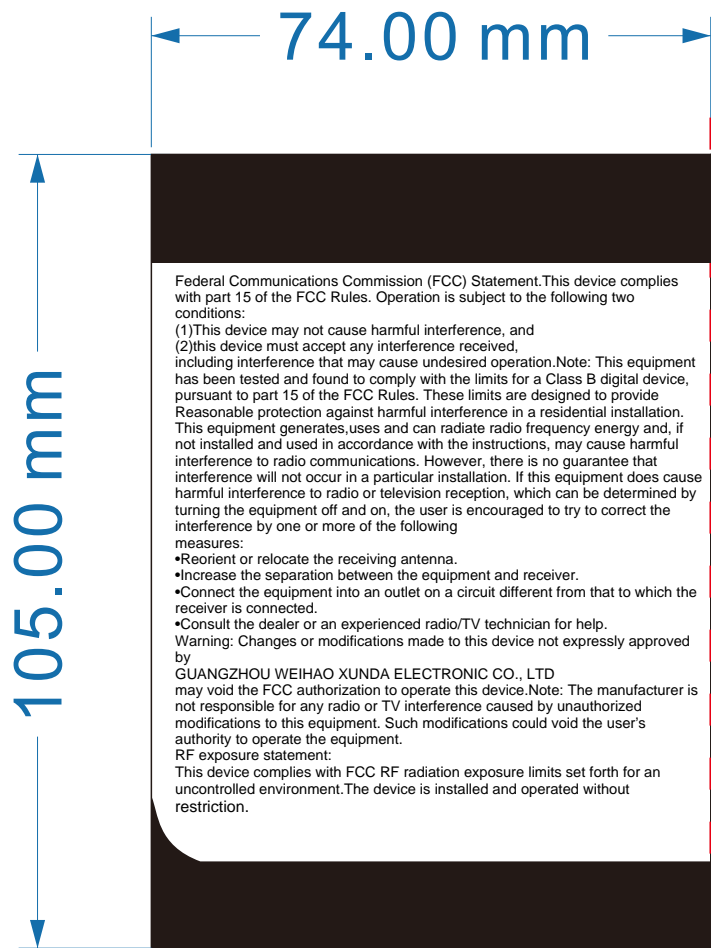 74.00 mm
105.00 mm
Federal Communications Commission (FCC) Statement.This device complies
with part 15 of the FCC Rules. Operation is subject to the following two
conditions:
(1)This device may not cause harmful interference, and
(2)this device must accept any interference received,
including interference that may cause undesired operation.Note: This equipment
has been tested and found to comply with the limits for a Class B digital device,
pursuant to part 15 of the FCC Rules. These limits are designed to provide
Reasonable protection against harmful interference in a residential installation.
This equipment generates,uses and can radiate radio frequency energy and, if
not installed and used in accordance with the instructions, may cause harmful
interference to radio communications. However, there is no guarantee that
interference will not occur in a particular installation. If this equipment does cause
harmful interference to radio or television reception, which can be determined by
turning the equipment off and on, the user is encouraged to try to correct the
interference by one or more of the following
measures:
•Reorient or relocate the receiving antenna.
•Increase the separation between the equipment and receiver.
•Connect the equipment into an outlet on a circuit different from that to which the
receiver is connected.
•Consult the dealer or an experienced radio/TV technician for help.
Warning: Changes or modifications made to this device not expressly approved
by
GUANGZHOU WEIHAO XUNDA ELECTRONIC CO., LTD
may void the FCC authorization to operate this device.Note: The manufacturer is
not responsible for any radio or TV interference caused by unauthorized
modifications to this equipment. Such modifications could void the user’s
authority to operate the equipment.
RF exposure statement:
This device complies with FCC RF radiation exposure limits set forth for an
uncontrolled environment.The device is installed and operated without
restriction.